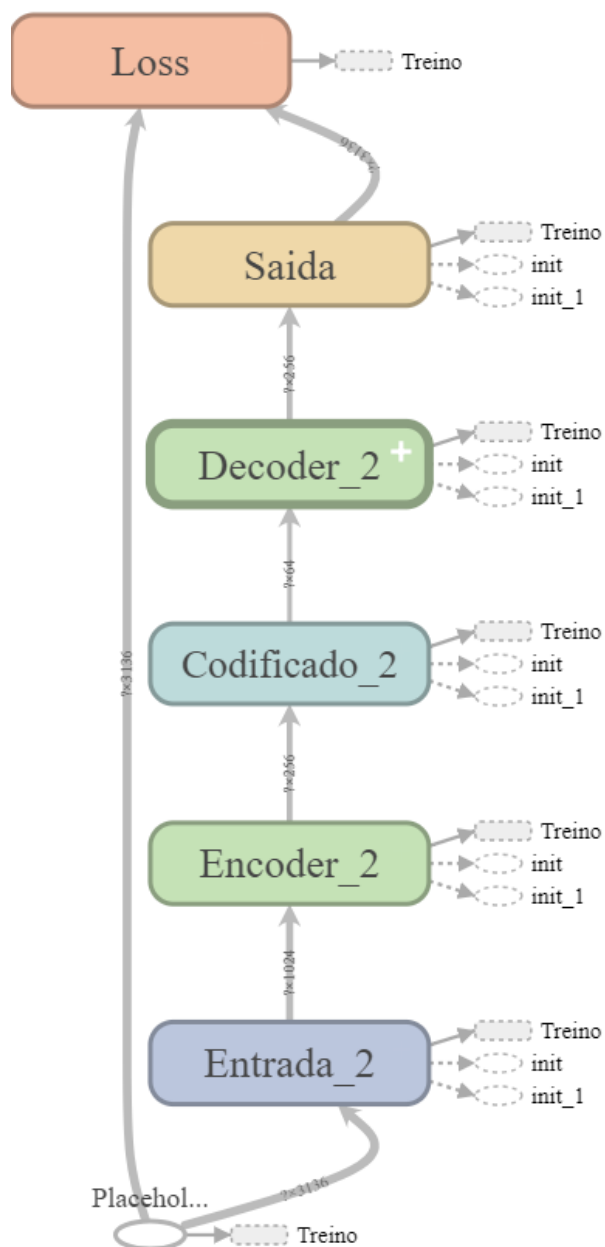 Loss
Treino
?×3136
Saida
Treino
init
init_1
?×256
Decoder_2
Treino
init
init_1
?×64
?×3136
Codificado_2
Treino
init
init_1
?×256
Encoder_2
Treino
init
init_1
?×1024
Entrada_2
Treino
init
init_1
?×3136
Placehol...
Treino